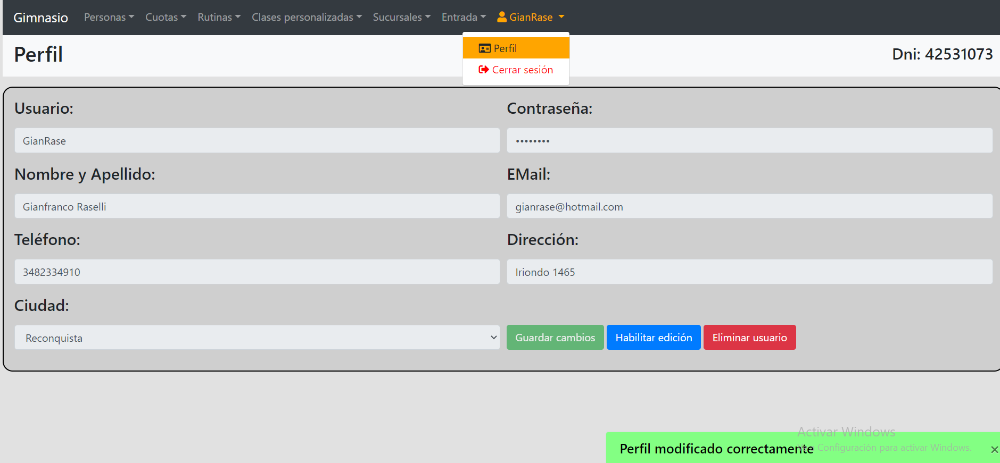 Gimnasio Personas Cuotas Rutinas Clases personalizadas Sucursales Entrada GianRase
Perfil
Cerrar sesión
Perfil
Dni: 42531073
Usuario:
Contraseña:
GianRase
••••••••
Nombre y Apellido:
EMail:
Gianfranco Raselli
gianrase@hotmail.com
Teléfono:
Dirección:
3482334910
Iriondo 1465
Ciudad:
Reconquista
Guardar cambios Habilitar edición Eliminar usuario
Activar Windows
Perfil modificado correctamente
Configuración para activar Windows.